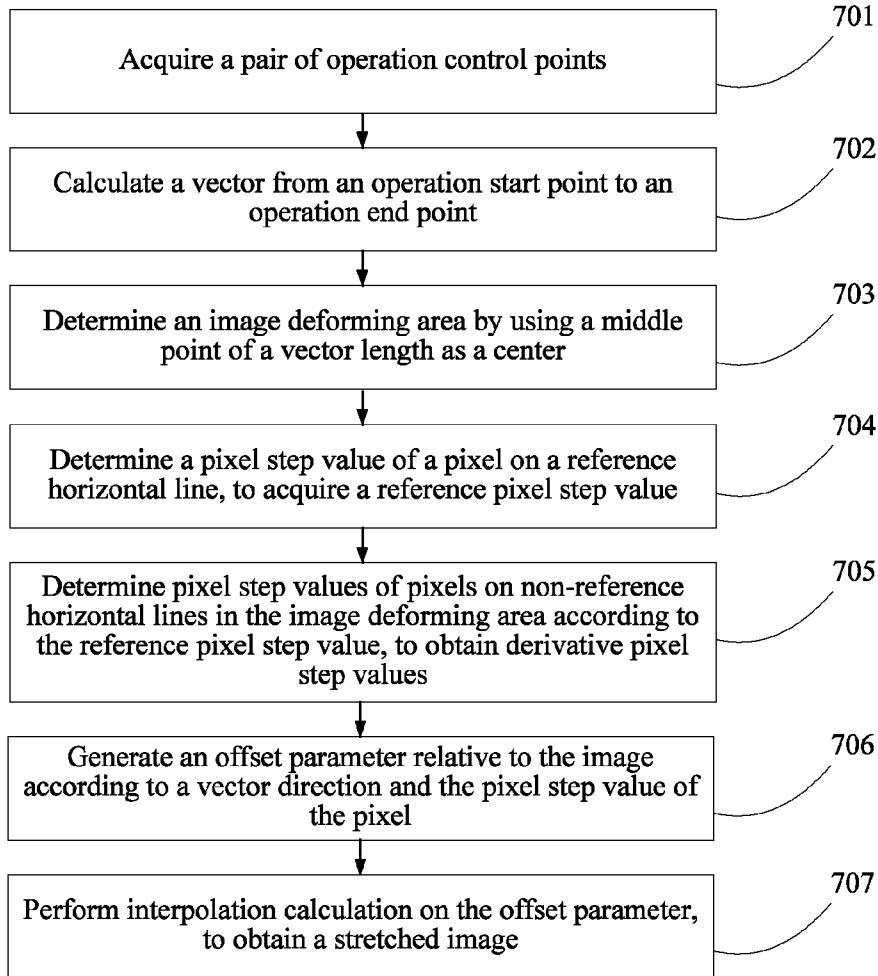 701
Acquire a pair of operation control points
702
Calculate a vector from an operation start point to an
operation end point
703
Determine an image deforming area by using a middle
point of a vector length as a center
704
Determine a pixel step value of a pixel on a reference
horizontal line, to acquire a reference pixel step value
705
Determine pixel step values of pixels on non-reference
horizontal lines in the image deforming area according to
the reference pixel step value, to obtain derivative pixel
step values
706
Generate an offset parameter relative to the image
according to a vector direction and the pixel step value of
the pixel
707
Perform interpolation calculation on the offset parameter,
to obtain a stretched image